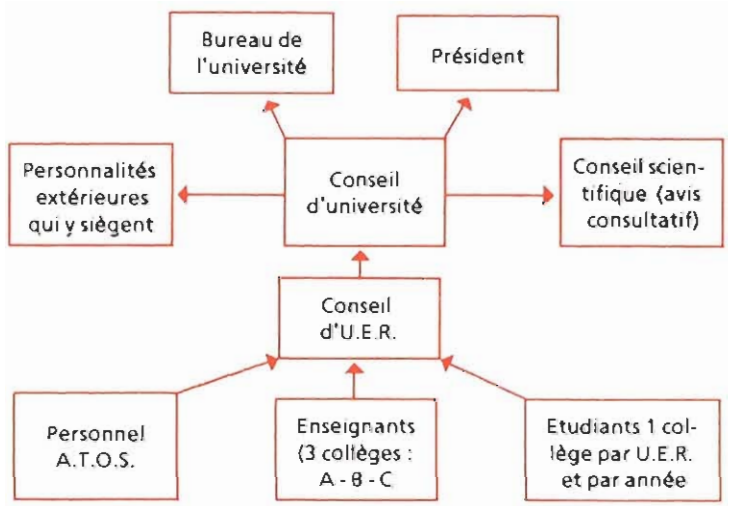 Bureau de
l'université
Président
Personnalités
extérieures
qui y siègent
Conseil
d'université
Conseil scien-
tifique (avis
consultatif)
Conseil
d'U.E.R.
Personnel
A.T.O.S.
Enseignants
(3 collèges :
A - B - C
Etudiants 1 col-
lège par U.E.R.
et par année